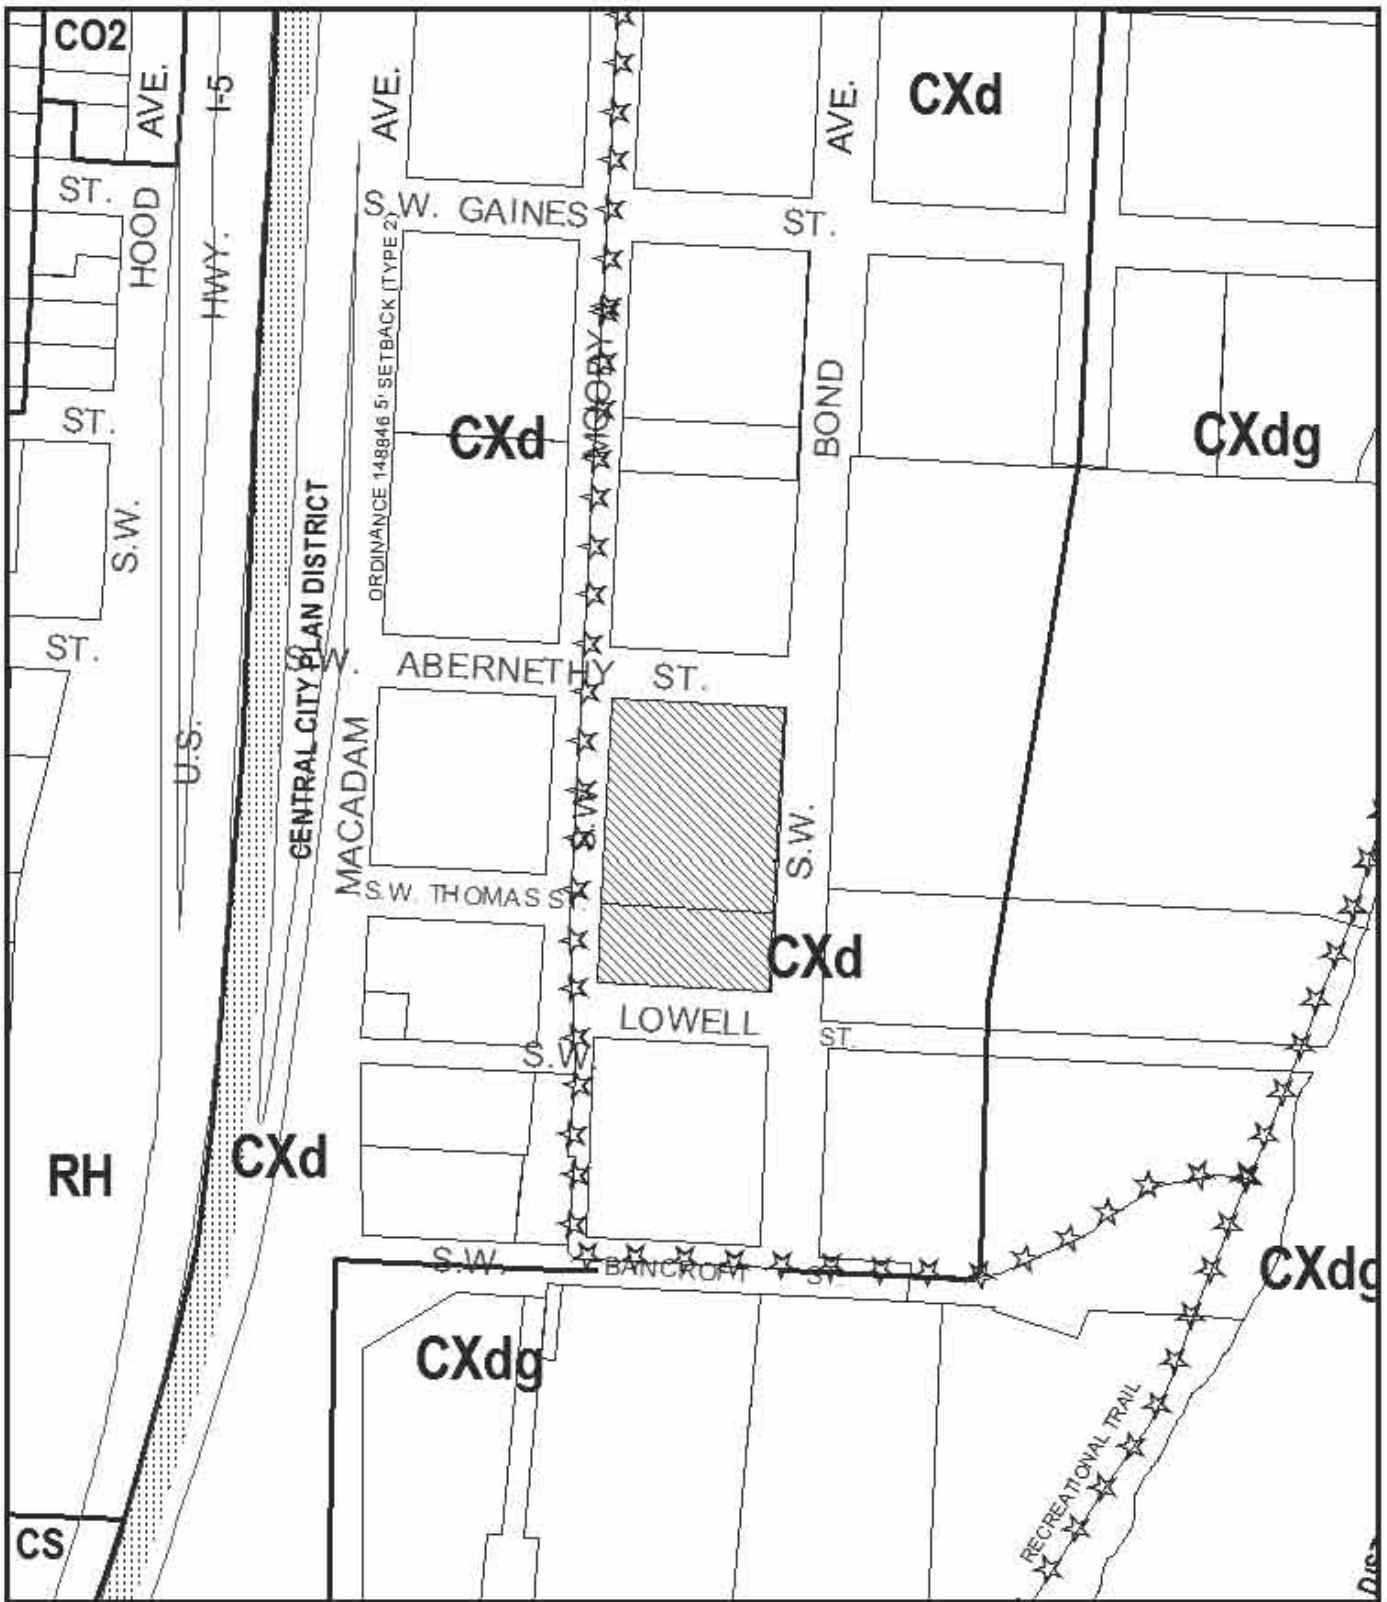 CO2
AVE.
I-5
AVE.
AVE.
CXd
ST.
HOOD
S.W. GAINES
ST.
HWY.
ORDINANCE 148846 5' SETBACK (TYPE 2)
MOODY
BOND
ST.
CXd
CXdg
S.W.
CENTRAL CITY PLAN DISTRICT
ST.
S.W. ABERNETHY ST.
U.S.
MACADAM
S.W.
S.W.
S.W. THOMAS ST.
CXd
LOWELL
ST.
S.W.
RH
CXd
S.W. BANCROFT ST.
CXdg
CXdg
RECREATIONAL TRAIL
CS
DIST